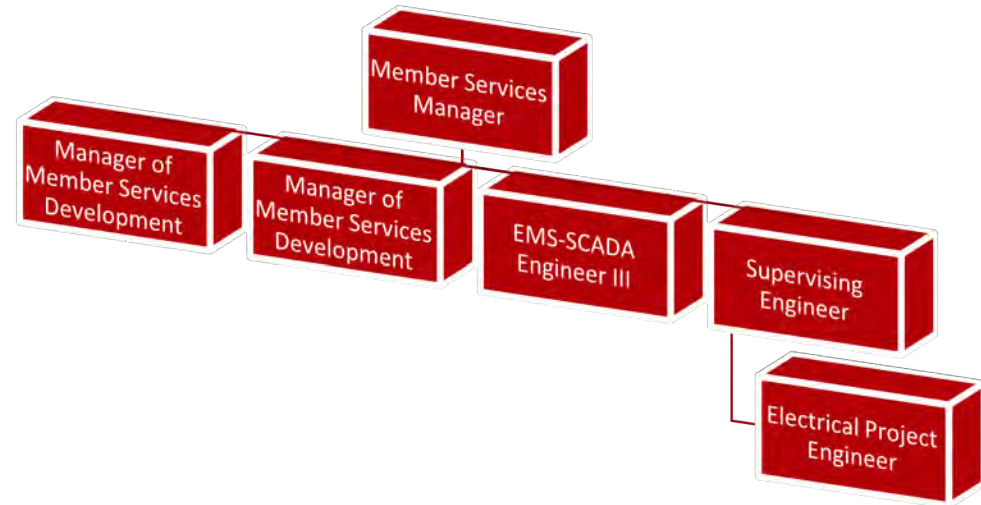 Member Services
Manager
Manager of
Member Services
Development
Manager of
Member Services
Development
EMS-SCADA
Engineer III
Supervising
Engineer
Electrical Project
Engineer